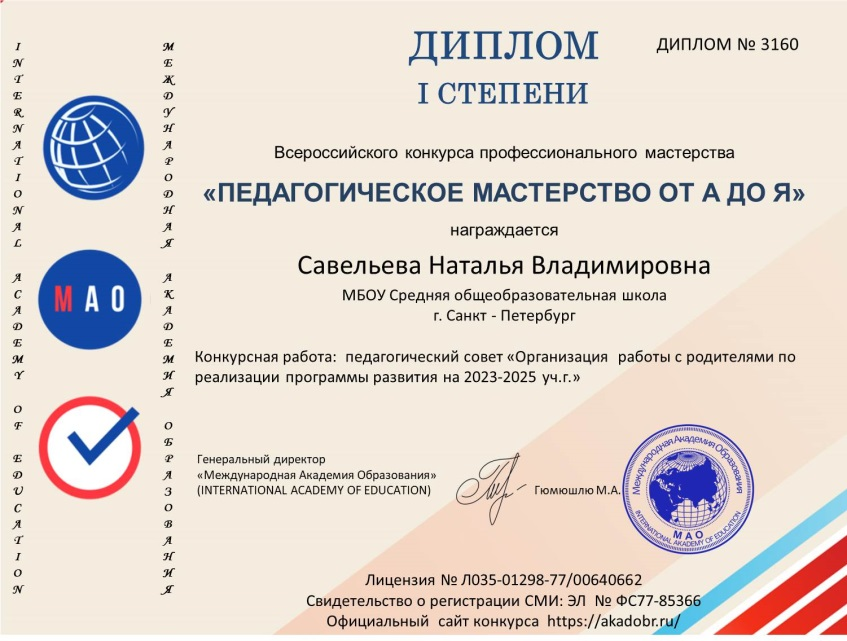 ДИПЛОМ
I СТЕПЕНИ
ДИПЛОМ № 3160
INTERNATIONAL ACADEMY OF EDUCATION
МЕЖДУНАРОДНАЯ АКАДЕМИЯ ОБРАЗОВАНИЯ
МАО
Всероссийского конкурса профессионального мастерства
«ПЕДАГОГИЧЕСКОЕ МАСТЕРСТВО ОТ А ДО Я»
награждается
Савельева Наталья Владимировна
МБОУ Средняя общеобразовательная школа
г. Санкт - Петербург
Конкурсная работа: педагогический совет «Организация работы с родителями по
реализации программы развития на 2023-2025 уч.г.»
Генеральный директор
«Международная Академия Образования»
(INTERNATIONAL ACADEMY OF EDUCATION)
Гюмюшлю М.А.
Международная Академия Образования
МАО
INTERNATIONAL AKADEMY OF EDUCATION
Лицензия № Л035-01298-77/00640662
Свидетельство о регистрации СМИ: ЭЛ № ФС77-85366
Официальный сайт конкурса https://akadobr.ru/